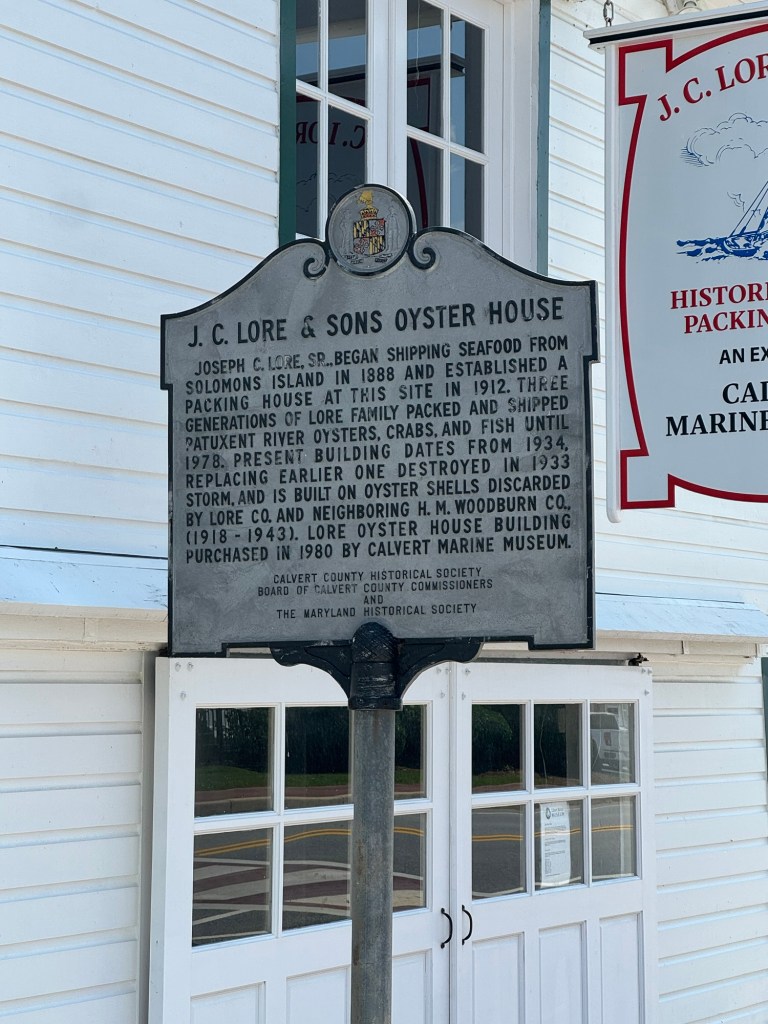 J. C. LORE & SONS OYSTER HOUSE
JOSEPH C. LORE, SR., BEGAN SHIPPING SEAFOOD FROM
SOLOMONS ISLAND IN 1888 AND ESTABLISHED A
PACKING HOUSE AT THIS SITE IN 1912. THREE
GENERATIONS OF LORE FAMILY PACKED AND SHIPPED
PATUXENT RIVER OYSTERS, CRABS, AND FISH UNTIL
1978. PRESENT BUILDING DATES FROM 1934,
REPLACING EARLIER ONE DESTROYED IN 1933
STORM, AND IS BUILT ON OYSTER SHELLS DISCARDED
BY LORE CO. AND NEIGHBORING H. M. WOODBURN CO.,
(1918 - 1943). LORE OYSTER HOUSE BUILDING
PURCHASED IN 1980 BY CALVERT MARINE MUSEUM.
CALVERT COUNTY HISTORICAL SOCIETY
BOARD OF CALVERT COUNTY COMMISSIONERS
AND
THE MARYLAND HISTORICAL SOCIETY
J. C. LOR
HISTOR
PACKIN
AN EX
CAL
MARINE